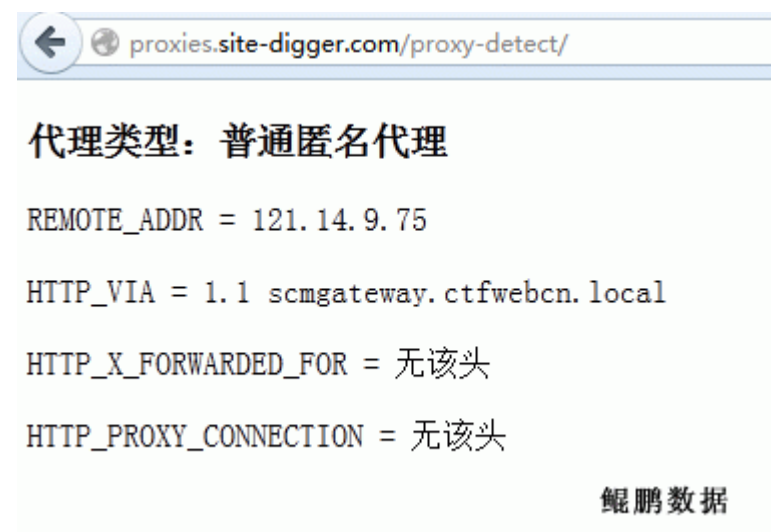 proxies.site-digger.com/proxy-detect/
代理类型：普通匿名代理
REMOTE_ADDR = 121.14.9.75
HTTP_VIA = 1.1 scmgateway.ctfwebcn.local
HTTP_X_FORWARDED_FOR = 无该头
HTTP_PROXY_CONNECTION = 无该头
鲲鹏数据